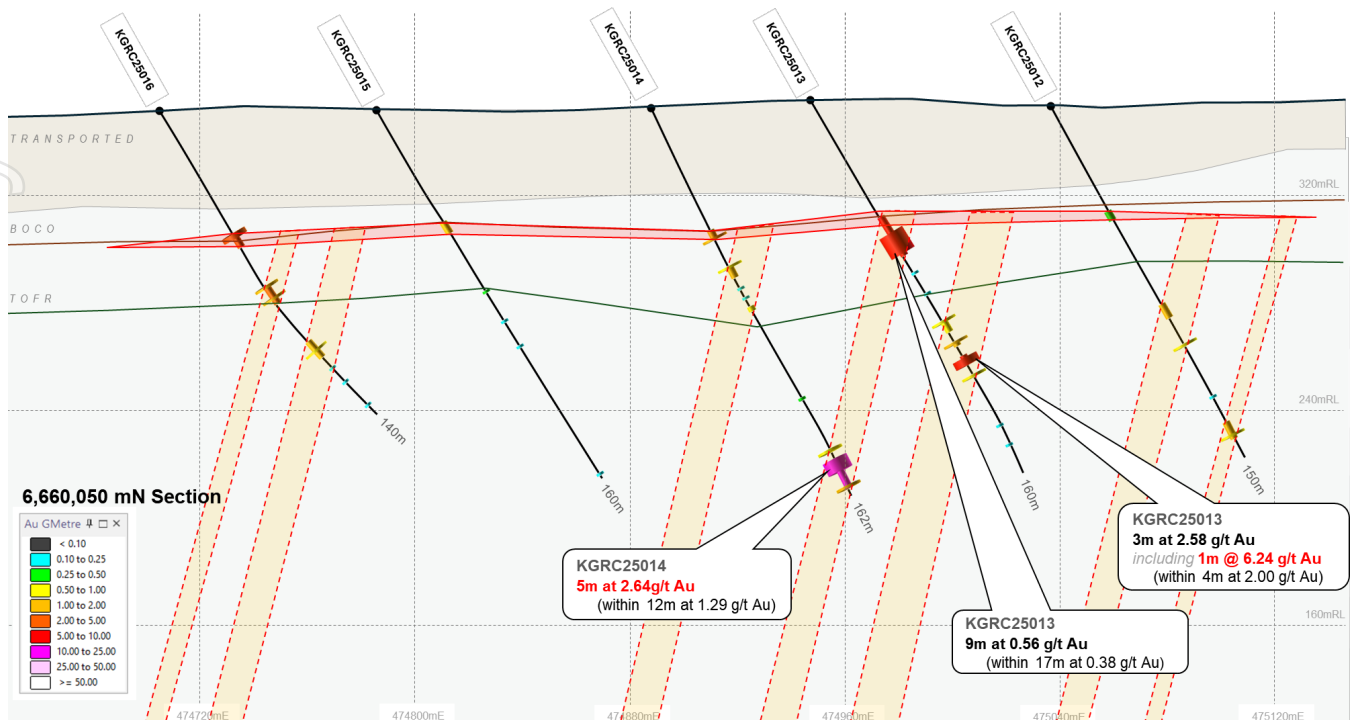 KGRC25016
KGRC25015
KGRC25014
KGRC25013
KGRC25012
TRANSPORTED
320mRL
BOCO
TOFR
240mRL
140m
160m
162m
160m
150m
6,660,050 mN Section
Au GMetre
< 0.10
0.10 to 0.25
0.25 to 0.50
0.50 to 1.00
1.00 to 2.00
2.00 to 5.00
5.00 to 10.00
10.00 to 25.00
25.00 to 50.00
>= 50.00
KGRC25014
5m at 2.64g/t Au
(within 12m at 1.29 g/t Au)
KGRC25013
3m at 2.58 g/t Au
including 1m @ 6.24 g/t Au
(within 4m at 2.00 g/t Au)
KGRC25013
9m at 0.56 g/t Au
(within 17m at 0.38 g/t Au)
160mRL
474720mE
474800mE
474880mE
474960mE
475040mE
475120mE